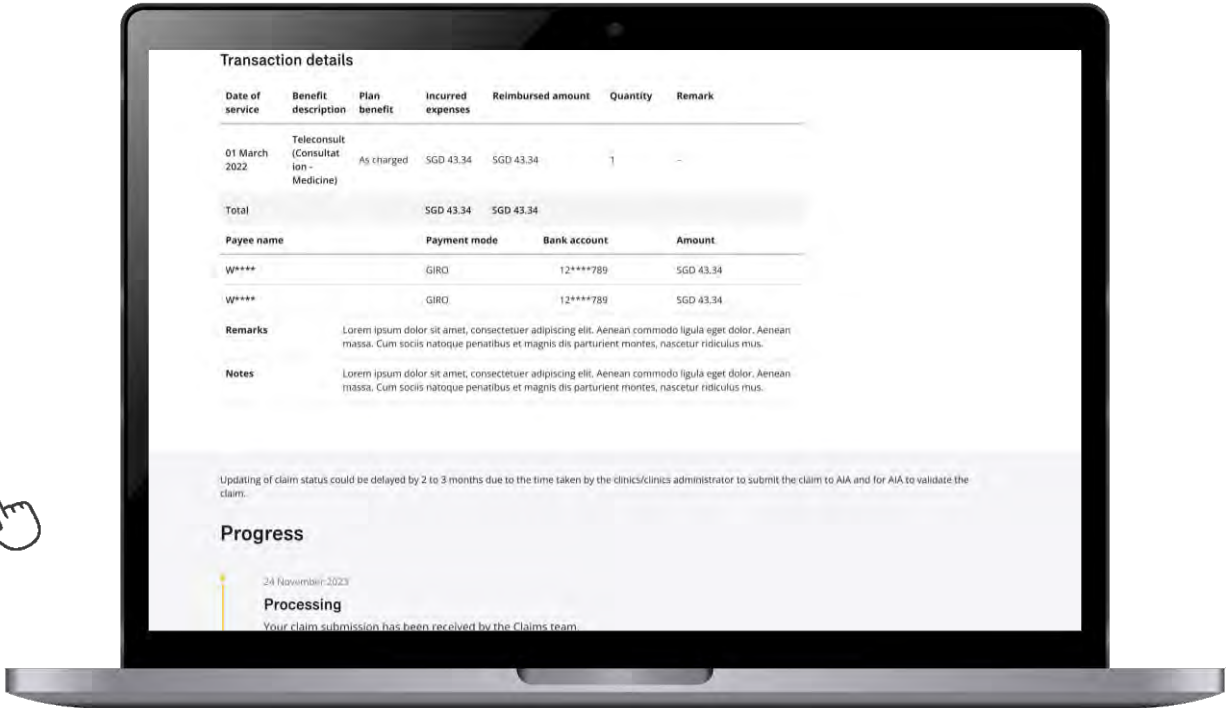 Transaction details
Date of service Benefit description Plan benefit Incurred expenses Reimbursed amount Quantity Remark
01 March 2022 Teleconsult (Consultat ion - Medicine) As charged SGD 43.34 SGD 43.34 1 –
Total SGD 43.34 SGD 43.34
Payee name Payment mode Bank account Amount
W**** GIRO 12****789 SGD 43.34
W**** GIRO 12****789 SGD 43.34
Remarks Lorem ipsum dolor sit amet, consectetuer adipiscing elit. Aenean commodo ligula eget dolor. Aenean
massa. Cum sociis natoque penatibus et magnis dis parturient montes, nascetur ridiculus mus.
Notes Lorem ipsum dolor sit amet, consectetuer adipiscing elit. Aenean commodo ligula eget dolor. Aenean
massa. Cum sociis natoque penatibus et magnis dis parturient montes, nascetur ridiculus mus.
Updating of claim status could be delayed by 2 to 3 months due to the time taken by the clinics/clinics administrator to submit the claim to AIA and for AIA to validate the
claim.
Progress
24 November 2023
Processing
Your claim submission has been received by the Claims team.